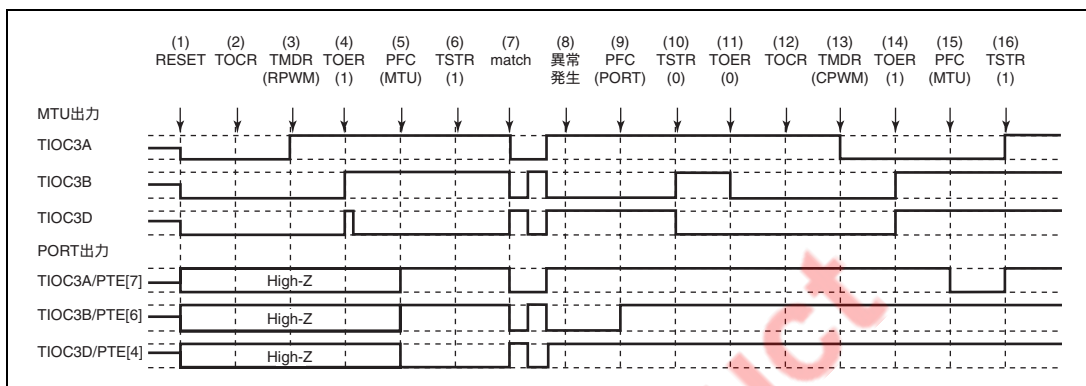 (1) (2) (3) (4) (5) (6) (7) (8) (9) (10) (11) (12) (13) (14) (15) (16)
RESET TOCR TMDR TOER PFC TSTR match 異常 PFC TSTR TOER TOCR TMDR TOER PFC TSTR
(RPWM) (1) (MTU) (1) 発生 (PORT) (0) (0) (CPWM) (1) (MTU) (1)
MTU出力
TIOC3A
TIOC3B
TIOC3D
PORT出力
TIOC3A/PTE[7] High-Z
TIOC3B/PTE[6] High-Z
TIOC3D/PTE[4] High-Z